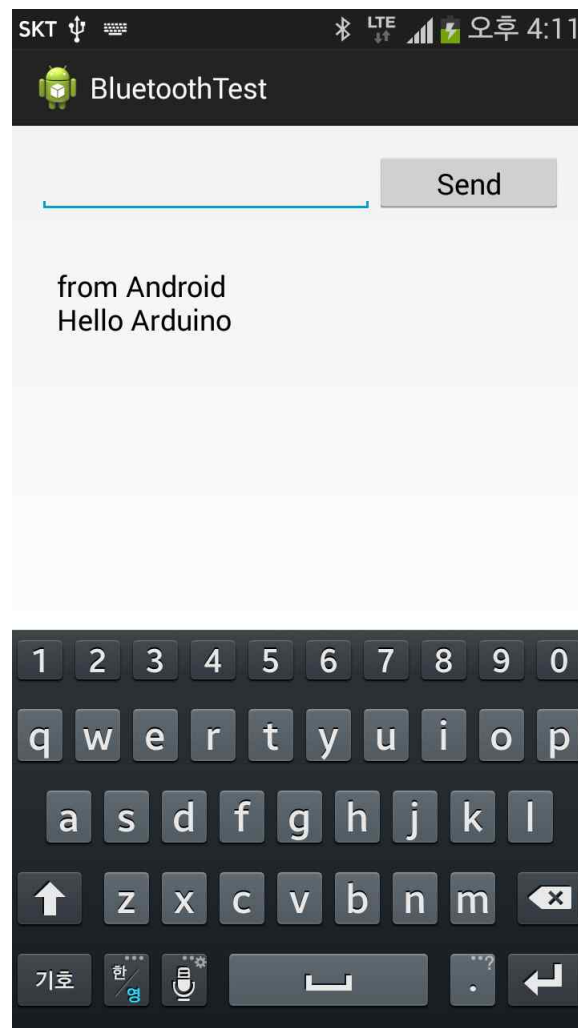 SKT LTE 오후 4:11
BluetoothTest
Send
from Android
Hello Arduino
1 2 3 4 5 6 7 8 9 0
q w e r t y u i o p
a s d f g h j k l
z x c v b n m
기호 한/영 . ?